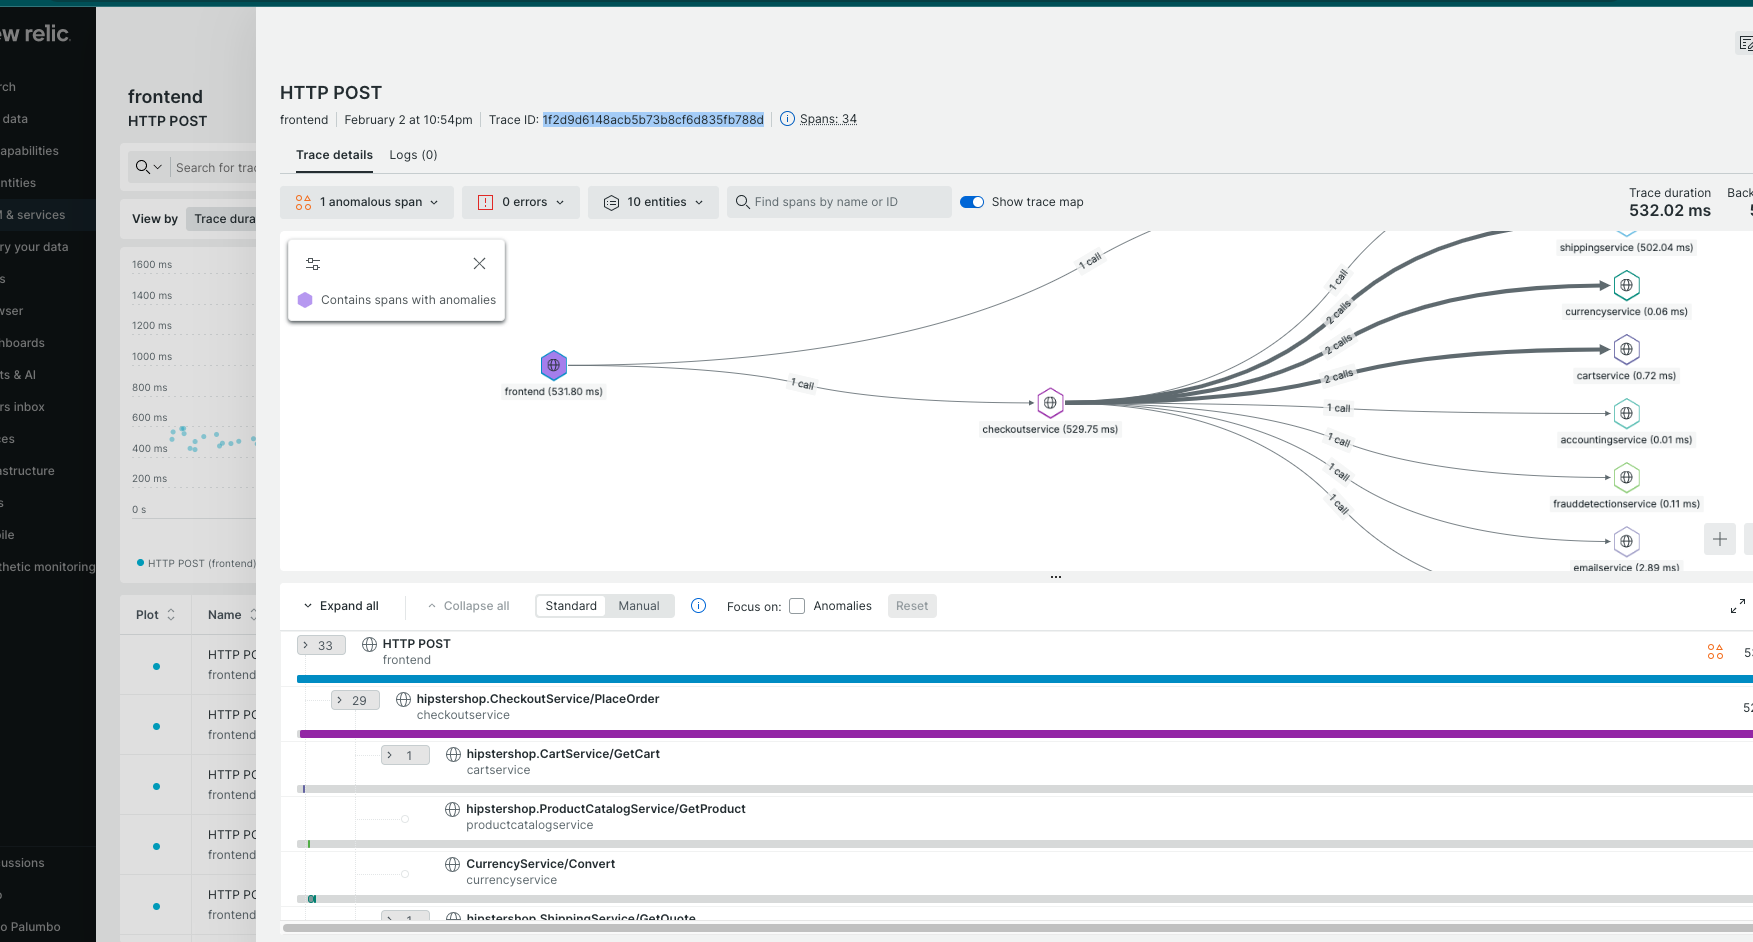 ew relic.
rch
data
apabilities
ntities
M & services
ry your data
s
wser
hboards
ts & AI
rs inbox
ces
astructure
s
ile
thetic monitoring
ussions
o
o Palumbo
frontend
HTTP POST
Search for trac
View by
Trace dura
1600 ms
1400 ms
1200 ms
1000 ms
800 ms
600 ms
400 ms
200 ms
0 s
HTTP POST (frontend)
Plot
Name
HTTP PO
frontend
HTTP PO
frontend
HTTP PO
frontend
HTTP PO
frontend
HTTP PO
frontend
HTTP POST
frontend
February 2 at 10:54pm
Trace ID: 1f2d9d6148acb5b73b8cf6d835fb788d
Spans: 34
Trace details
Logs (0)
1 anomalous span
0 errors
10 entities
Find spans by name or ID
Show trace map
Trace duration
532.02 ms
Back
5
Contains spans with anomalies
frontend (531.80 ms)
1 call
1 call
checkoutservice (529.75 ms)
1 call
2 calls
2 calls
2 calls
1 call
1 call
1 call
1 call
shippingservice (502.04 ms)
currencyservice (0.06 ms)
cartservice (0.72 ms)
accountingservice (0.01 ms)
frauddetectionservice (0.11 ms)
emailservice (2.89 ms)
Expand all
Collapse all
Standard
Manual
Focus on:
Anomalies
Reset
33
HTTP POST
frontend
53
29
hipstershop.CheckoutService/PlaceOrder
checkoutservice
52
1
hipstershop.CartService/GetCart
cartservice
hipstershop.ProductCatalogService/GetProduct
productcatalogservice
CurrencyService/Convert
currencyservice
1
hipstershop.ShippingService/GetQuote